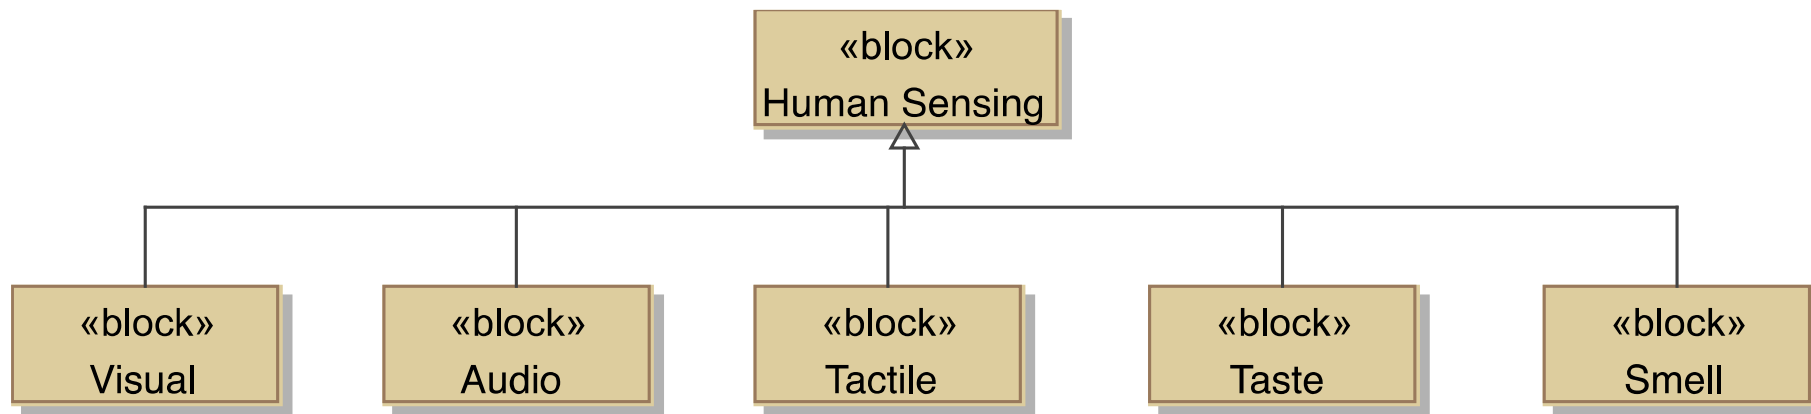 «block»
Human Sensing
«block»
Visual
«block»
Audio
«block»
Tactile
«block»
Taste
«block»
Smell